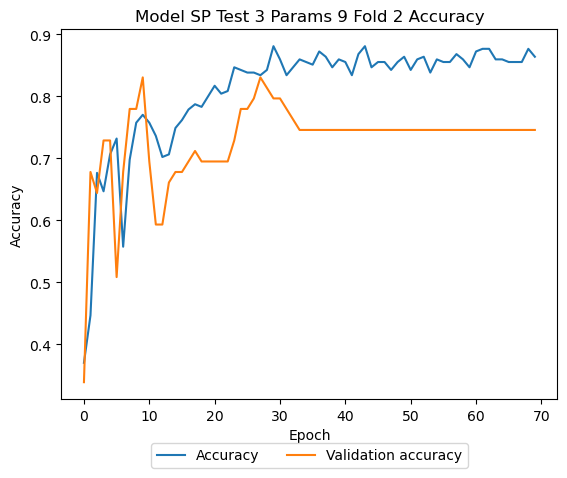 Model SP Test 3 Params 9 Fold 2 Accuracy
Accuracy
0.9
0.8
0.7
0.6
0.5
0.4
0 10 20 30 40 50 60 70
Epoch
Accuracy Validation accuracy